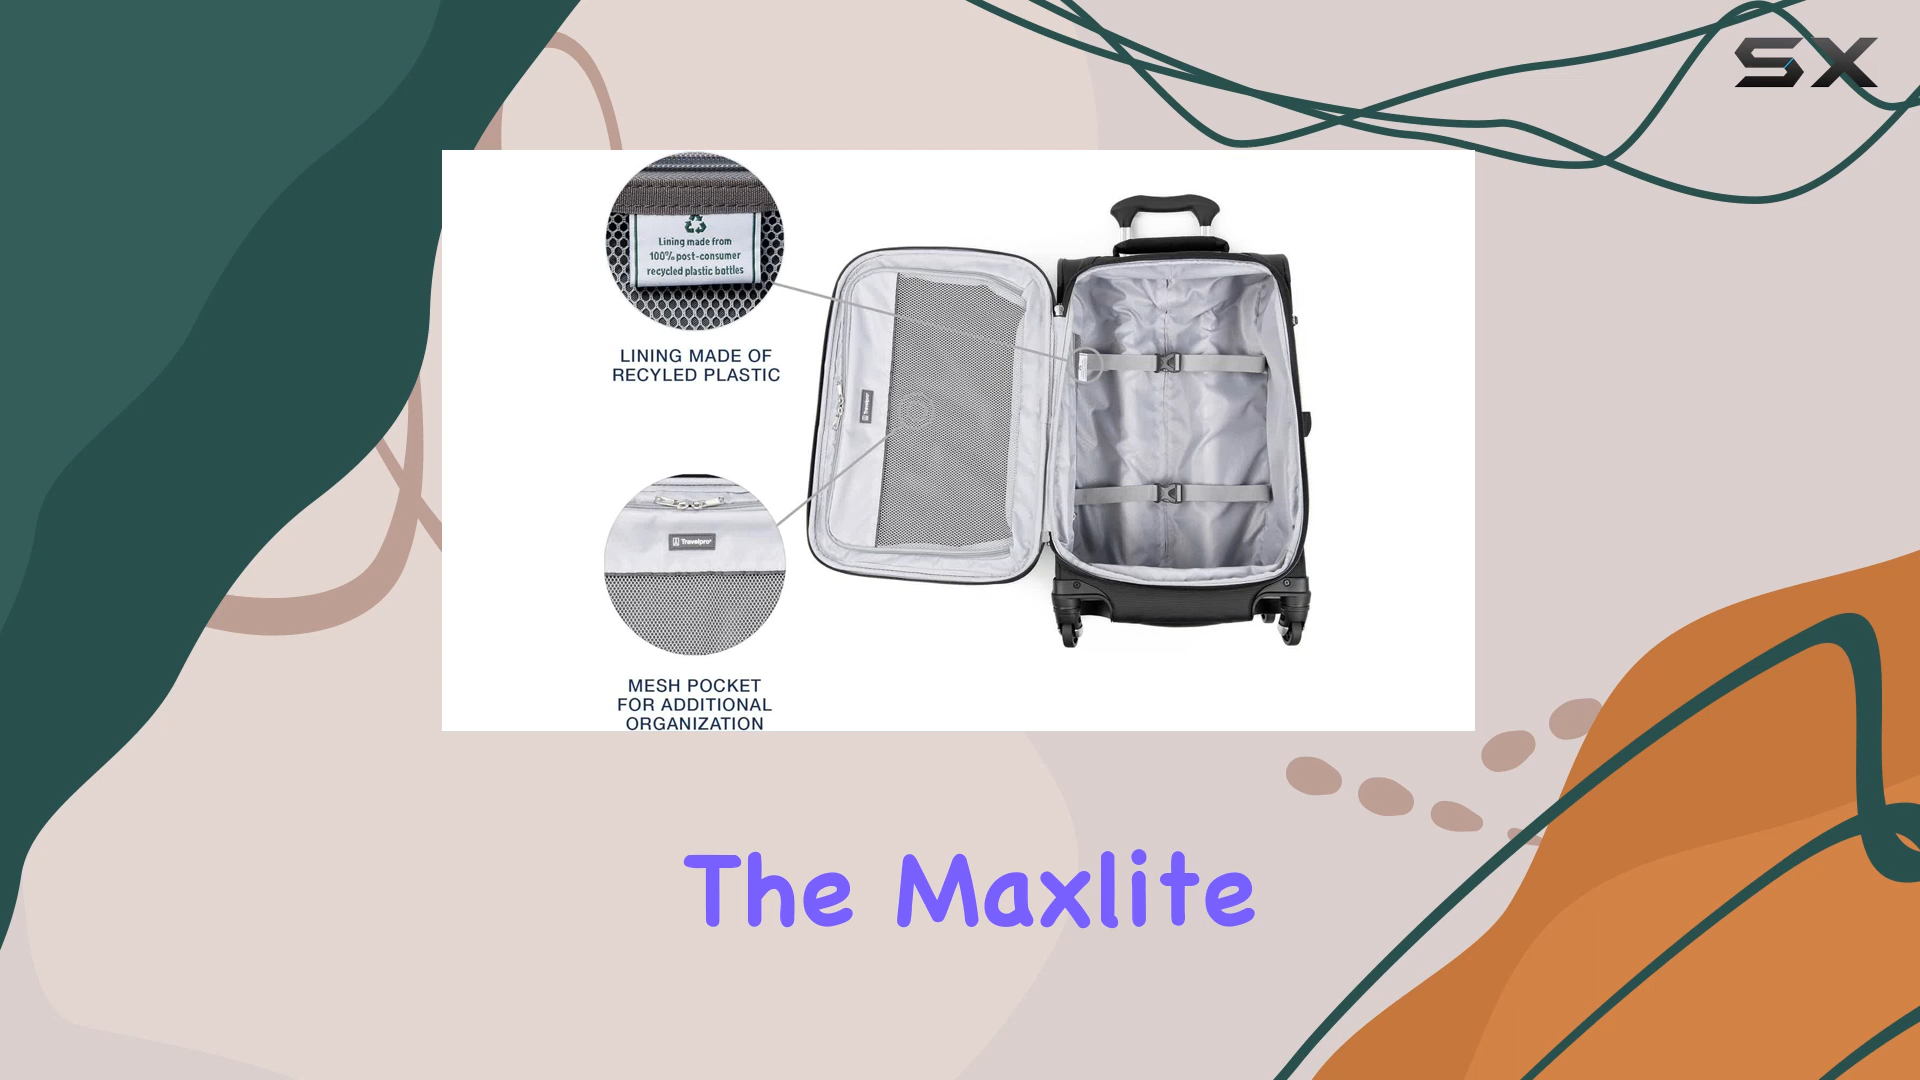 SX
Lining made from
100% post-consumer
recycled plastic bottles
LINING MADE OF
RECYLED PLASTIC
Travelpro
Travelpro
MESH POCKET
FOR ADDITIONAL
ORGANIZATION
The Maxlite